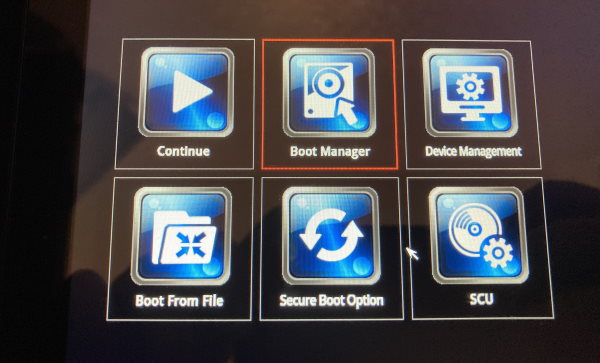 Continue
Boot Manager
Device Management
Boot From File
Secure Boot Option
SCU